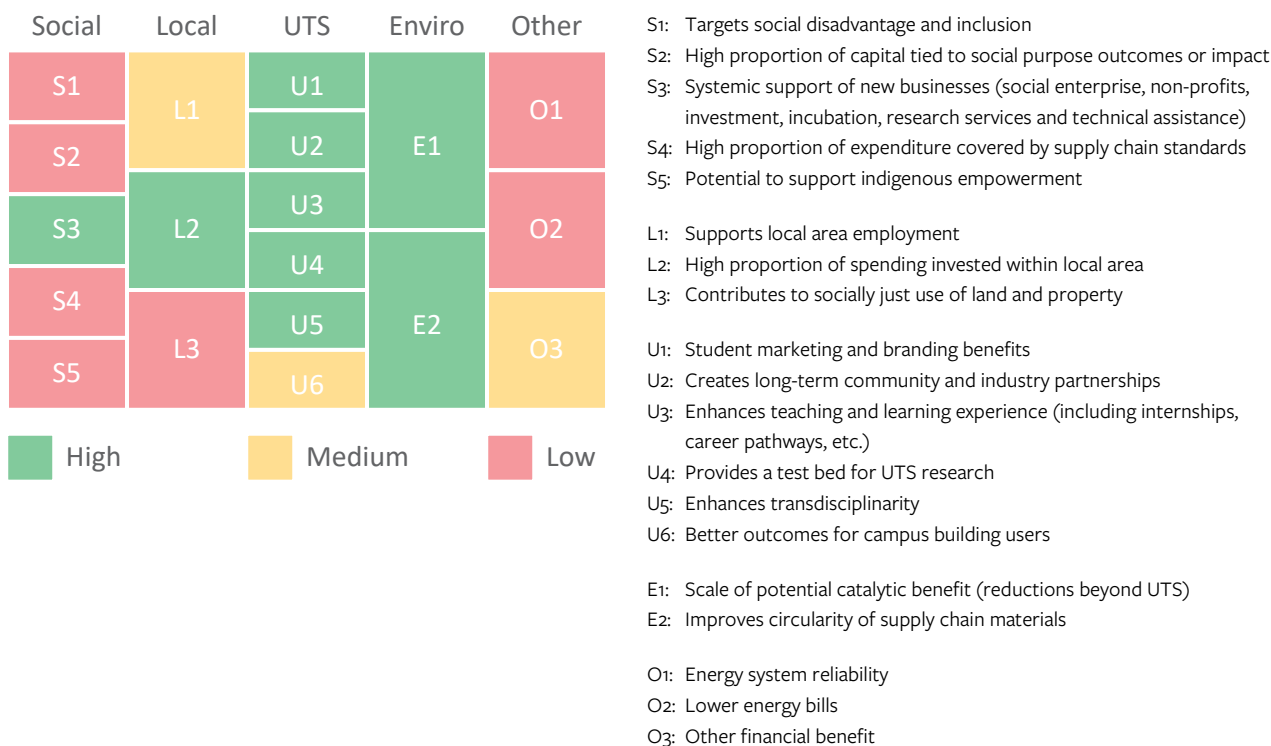 Social Local UTS Enviro Other
S1
S2
S3
S4
S5
L1
L2
L3
U1
U2
U3
U4
U5
U6
E1
E2
O1
O2
O3
High Medium Low
S1: Targets social disadvantage and inclusion
S2: High proportion of capital tied to social purpose outcomes or impact
S3: Systemic support of new businesses (social enterprise, non-profits,
investment, incubation, research services and technical assistance)
S4: High proportion of expenditure covered by supply chain standards
S5: Potential to support indigenous empowerment
L1: Supports local area employment
L2: High proportion of spending invested within local area
L3: Contributes to socially just use of land and property
U1: Student marketing and branding benefits
U2: Creates long-term community and industry partnerships
U3: Enhances teaching and learning experience (including internships,
career pathways, etc.)
U4: Provides a test bed for UTS research
U5: Enhances transdisciplinarity
U6: Better outcomes for campus building users
E1: Scale of potential catalytic benefit (reductions beyond UTS)
E2: Improves circularity of supply chain materials
O1: Energy system reliability
O2: Lower energy bills
O3: Other financial benefit